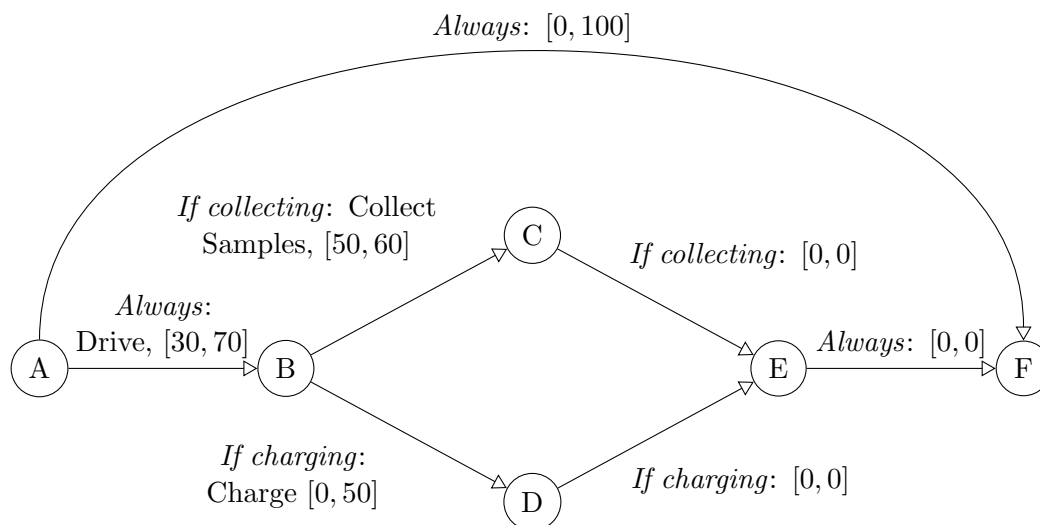 Always: [0, 100]
If collecting: Collect
Samples, [50, 60]
C
If collecting: [0, 0]
Always:
Drive, [30, 70]
Always: [0, 0]
A
B
E
F
If charging:
Charge [0, 50]
If charging: [0, 0]
D